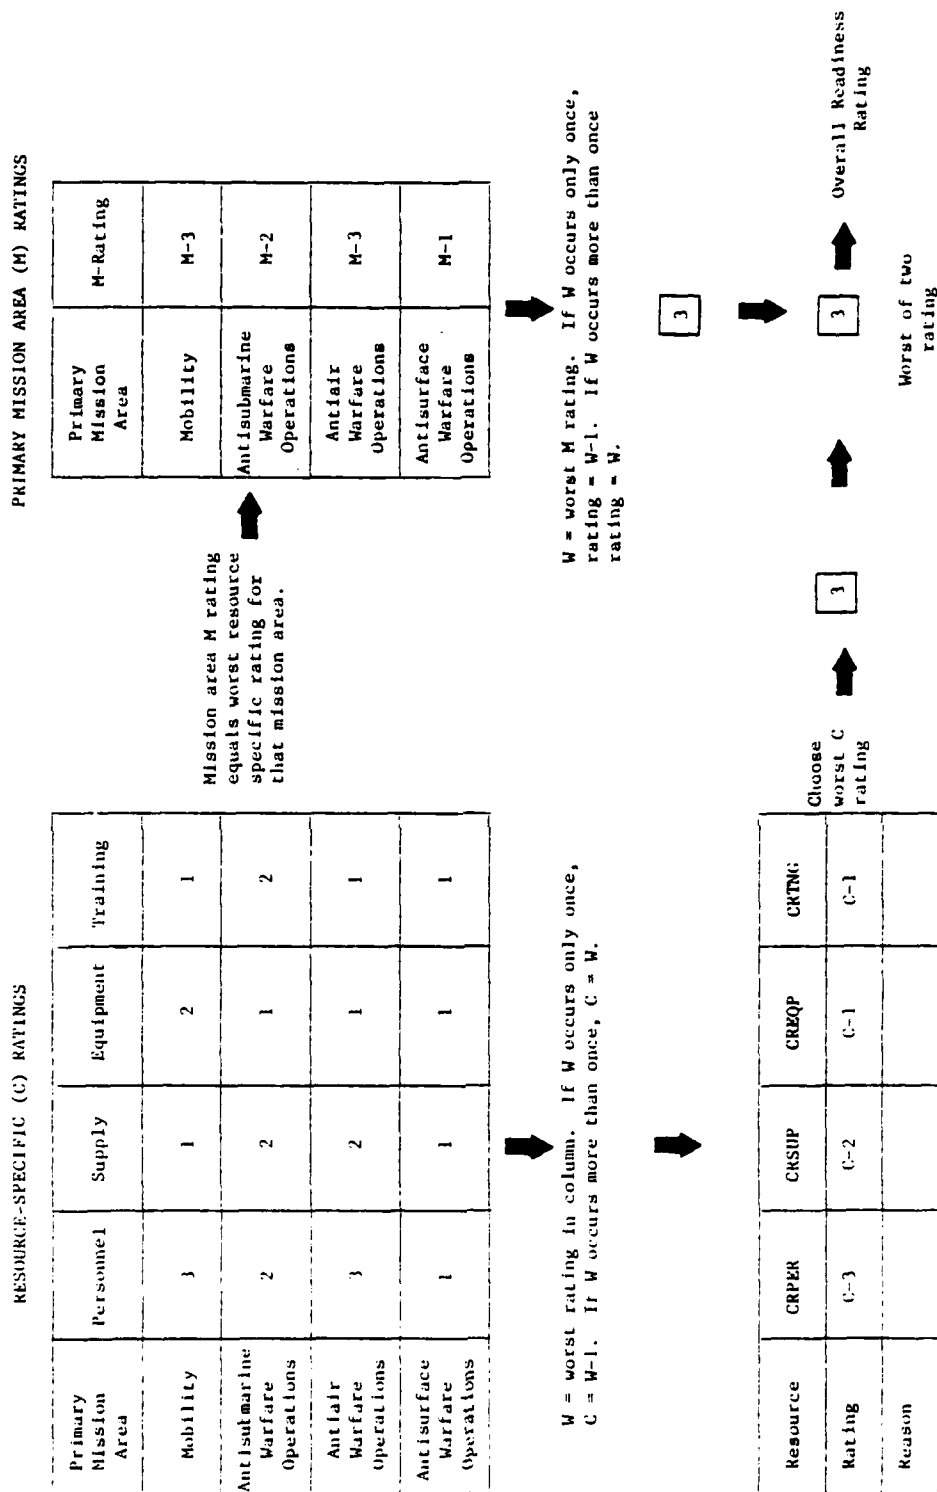 RESOURCE-SPECIFIC (C) RATINGS
Primary
Mission
Area
Personnel
Supply
Equipment
Training
Mobility
3
1
2
1
Antisubmarine
Warfare
Operations
2
2
1
2
Antiair
Warfare
Operations
3
2
1
1
Antisurface
Warfare
Operations
1
1
1
1
W = worst rating in column. If W occurs only once,
C = W-1. If W occurs more than once, C = W.
Resource
CRPER
CRSUP
CREQP
CRTNG
Rating
C-3
C-2
C-1
C-1
Reason
Choose
worst C
rating
3
Mission area M rating
equals worst resource
specific rating for
that mission area.
PRIMARY MISSION AREA (M) RATINGS
Primary
Mission
Area
M-Rating
Mobility
M-3
Antisubmarine
Warfare
Operations
M-2
Antiair
Warfare
Operations
M-3
Antisurface
Warfare
Operations
M-1
W = worst M rating. If W occurs only once,
rating = W-1. If W occurs more than once
rating = W.
3
3
Worst of two
rating
Overall Readiness
Rating